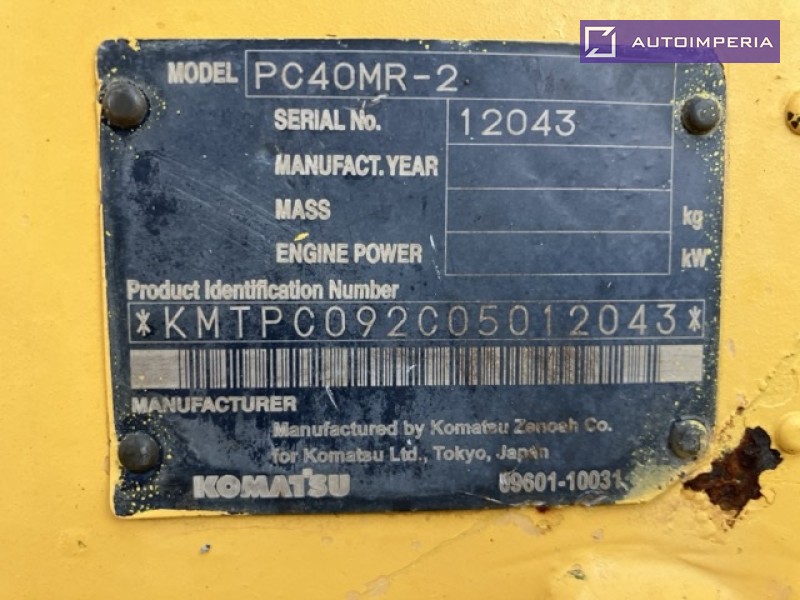 AUTOIMPERIA
MODEL PC40MR-2
SERIAL No. 12043
MANUFACT. YEAR
MASS kg
ENGINE POWER kW
Product Identification Number
*KMTPC092C05012043*
MANUFACTURER
Manufactured by Komatsu Zenoah Co.
for Komatsu Ltd., Tokyo, Japan
KOMATSU 09601-10031